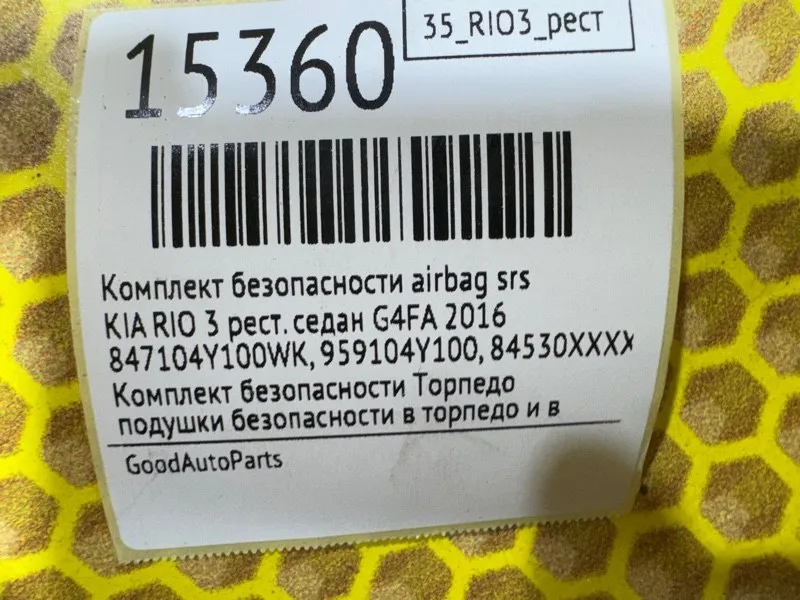 35_RIO3_рест
15360
Комплект безопасности airbag srs
KIA RIO 3 рест. седан G4FA 2016
847104Y100WK, 959104Y100, 84530XXXX
Комплект безопасности Торпедо
подушки безопасности в торпедо и в
GoodAutoParts